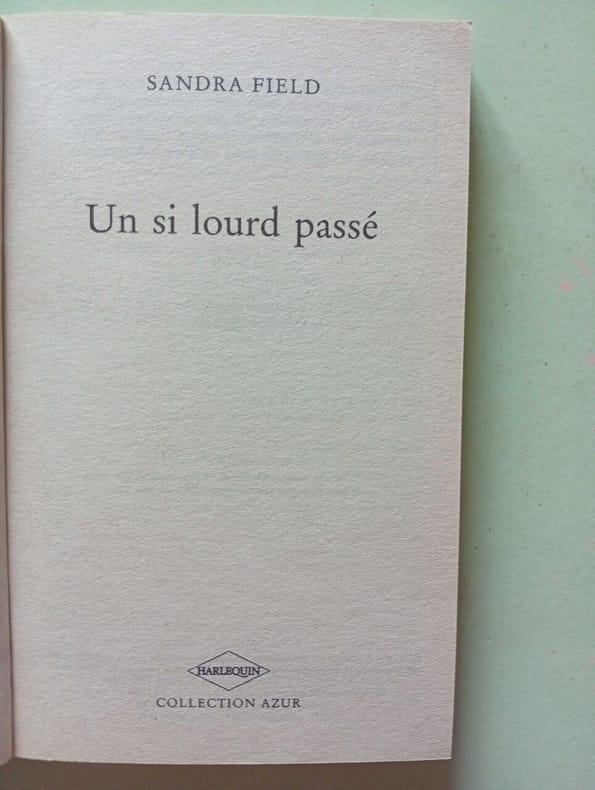 SANDRA FIELD
Un si lourd passé
HARLEQUIN
COLLECTION AZUR